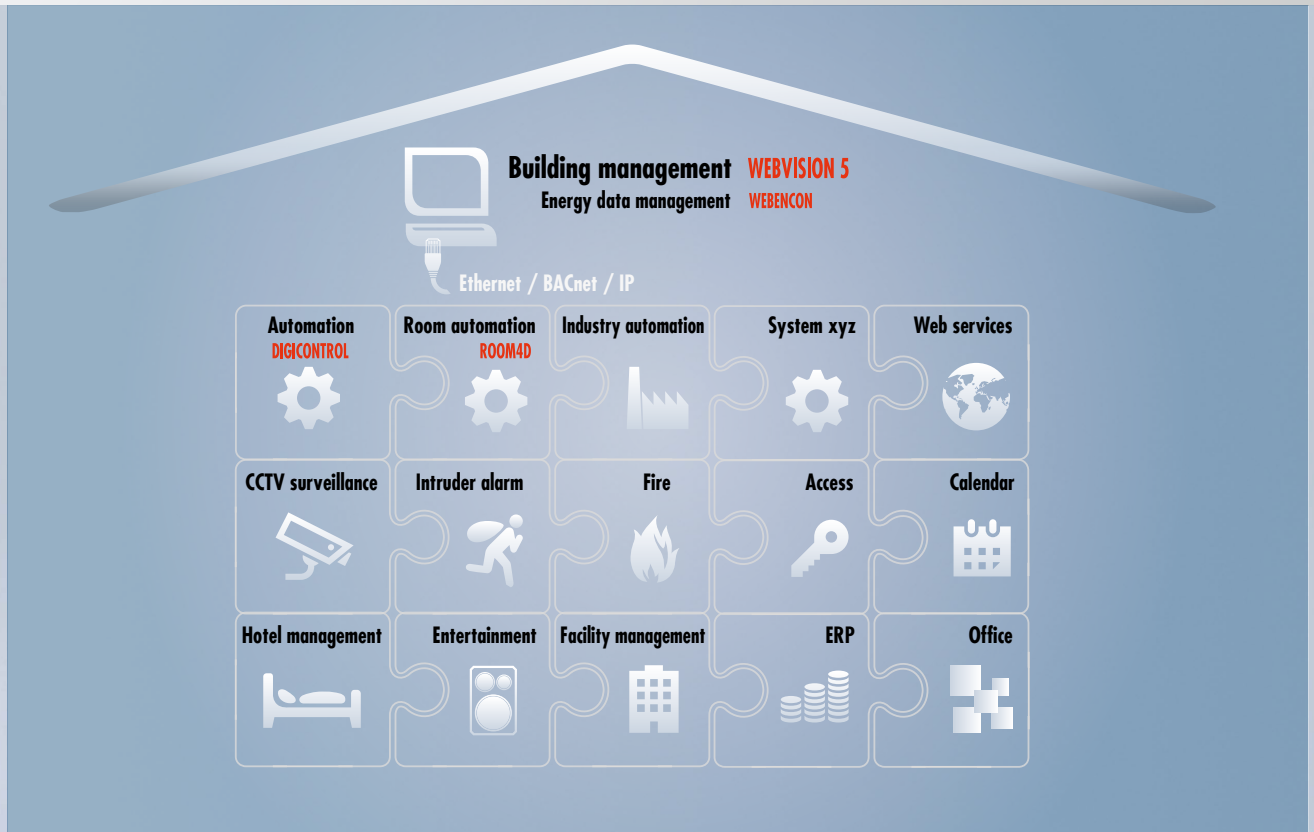 Building management WEBVISION 5
Energy data management WEBENCON
Ethernet / BACnet / IP
Automation
DIGICONTROL
Room automation
ROOM4D
Industry automation
System xyz
Web services
CCTV surveillance
Intruder alarm
Fire
Access
Calendar
Hotel management
Entertainment
Facility management
ERP
Office